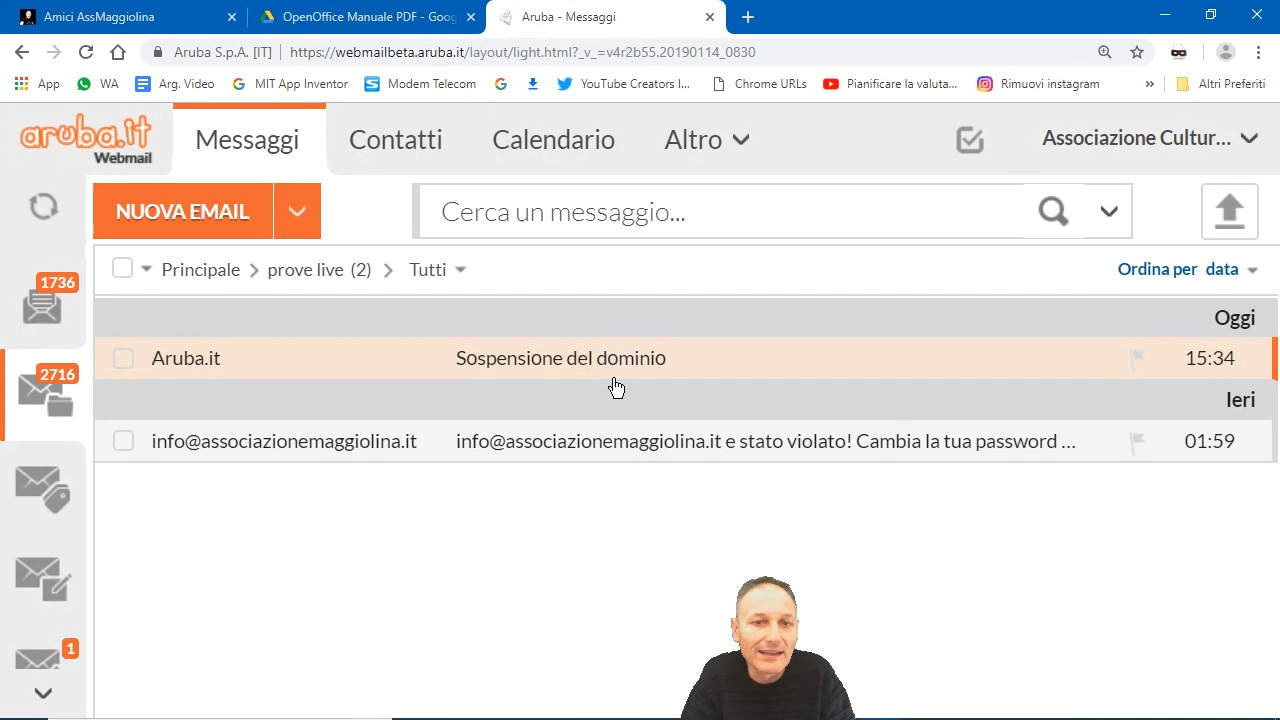 Amici AssMaggiolina
OpenOffice Manuale PDF - Goog
Aruba - Messaggi
Aruba S.p.A. [IT] https://webmailbeta.aruba.it/layout/light.html?_v_=v4r2b55.20190114_0830
App WA Arg. Video MIT App Inventor Modem Telecom YouTube Creators I... Chrome URLs Pianificare la valuta... Rimuovi instagram » Altri Preferiti
aruba.it
Webmail
Messaggi Contatti Calendario Altro Associazione Cultur...
NUOVA EMAIL Cerca un messaggio...
Principale prove live (2) Tutti Ordina per data
1736
Oggi
Aruba.it Sospensione del dominio 15:34
2716
Ieri
info@associazionemaggiolina.it info@associazionemaggiolina.it e stato violato! Cambia la tua password ... 01:59
1